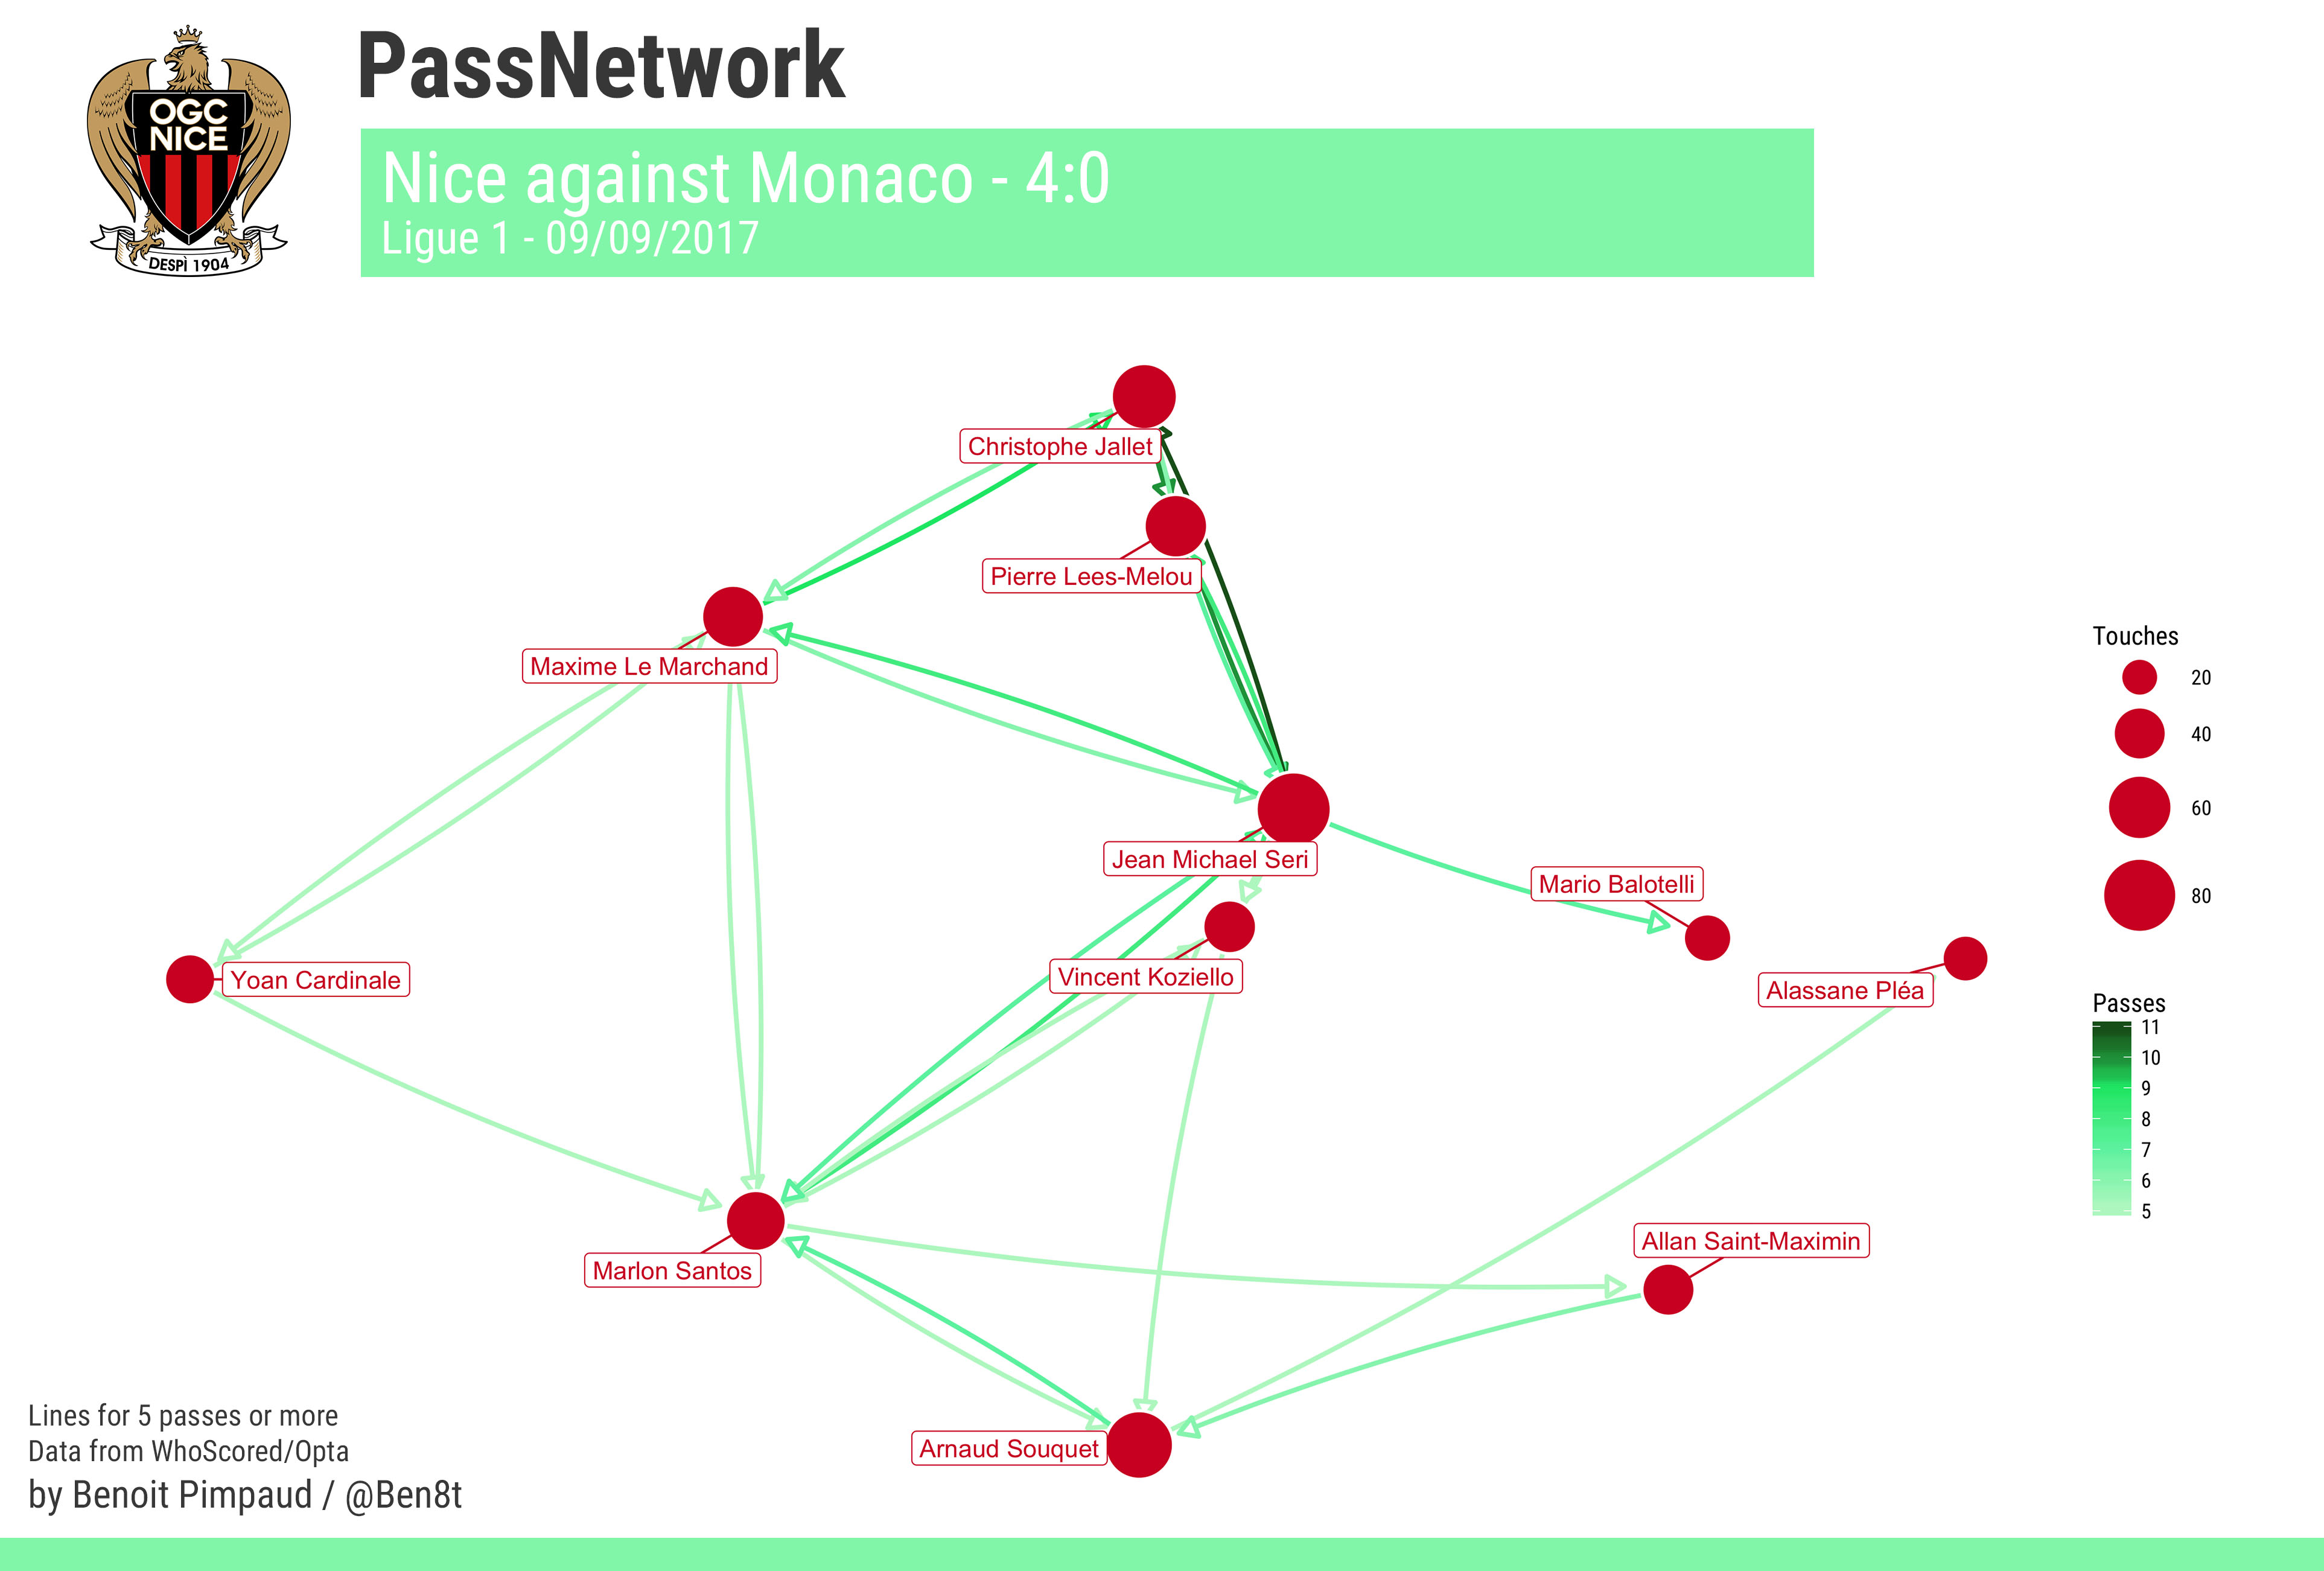 OGC
NICE
DESPÌ 1904
PassNetwork
Nice against Monaco - 4:0
Ligue 1 - 09/09/2017
Christophe Jallet
Pierre Lees-Melou
Maxime Le Marchand
Jean Michael Seri
Mario Balotelli
Vincent Koziello
Yoan Cardinale
Alassane Pléa
Allan Saint-Maximin
Marlon Santos
Arnaud Souquet
Touches
20
40
60
80
Passes
11
10
9
8
7
6
5
Lines for 5 passes or more
Data from WhoScored/Opta
by Benoit Pimpaud / @Ben8t